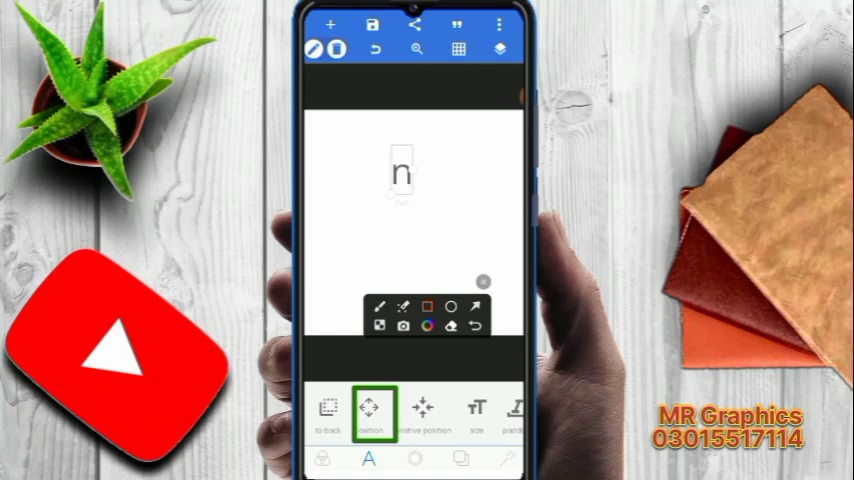 n
to back
position
relative position
size
MR Graphics
03015517114